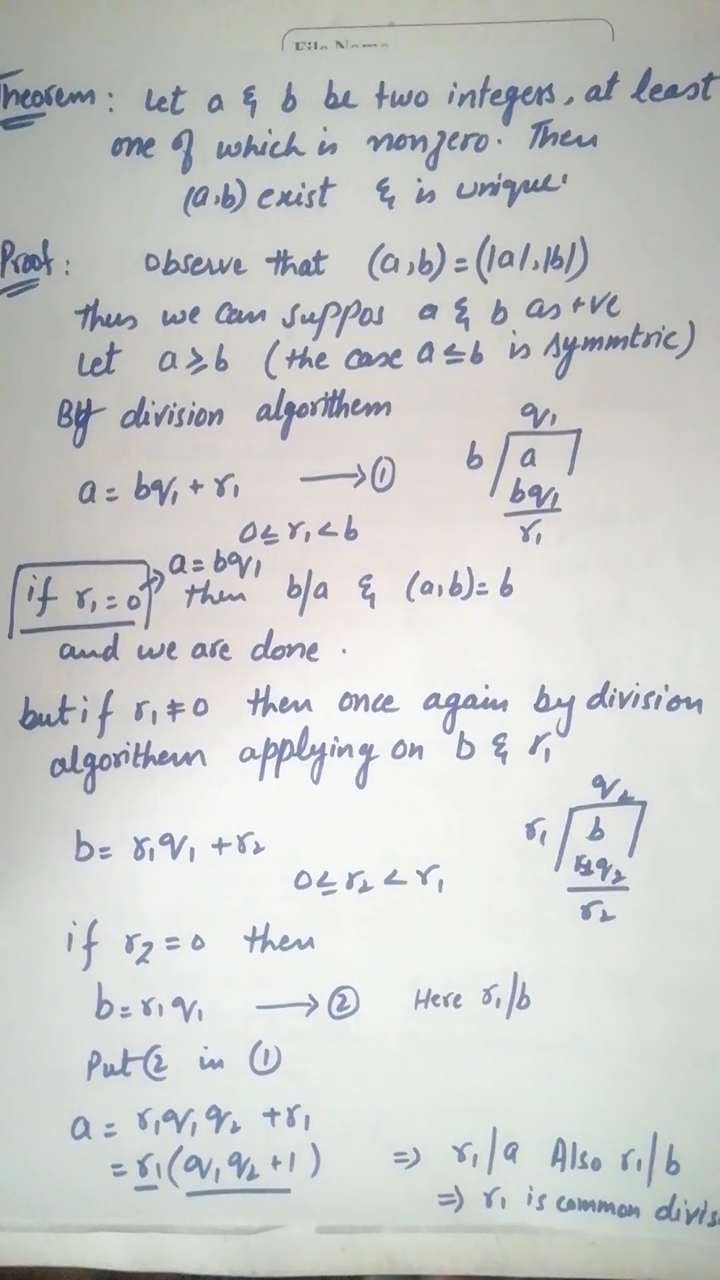 File Name
Theorem: Let a & b be two integers, at least
one of which is nonzero. Then
(a,b) exist & is unique.
Proof: Observe that (a,b) = (|a|,|b|)
thus we can suppos a & b as +ve
Let a ≥ b (the case a ≤ b is symmtric)
By division algorithem
a = bq₁ + r₁ → ①
0 ≤ r₁ < b
q₁
b a
bq₁
r₁
a = bq₁
if r₁ = 0 then b/a & (a,b) = b
and we are done.
but if r₁ ≠ 0 then once again by division
algorithem applying on b & r₁
b = r₁q₁ + r₂
0 ≤ r₂ < r₁
q₂
r₁ b
r₁q₂
r₂
if r₂ = 0 then
b = r₁q₁ → ② Here r₁/b
Put ② in ①
a = r₁q₁q₂ + r₁
= r₁(q₁q₂ + 1) ⇒ r₁/a Also r₁/b
⇒ r₁ is common divis